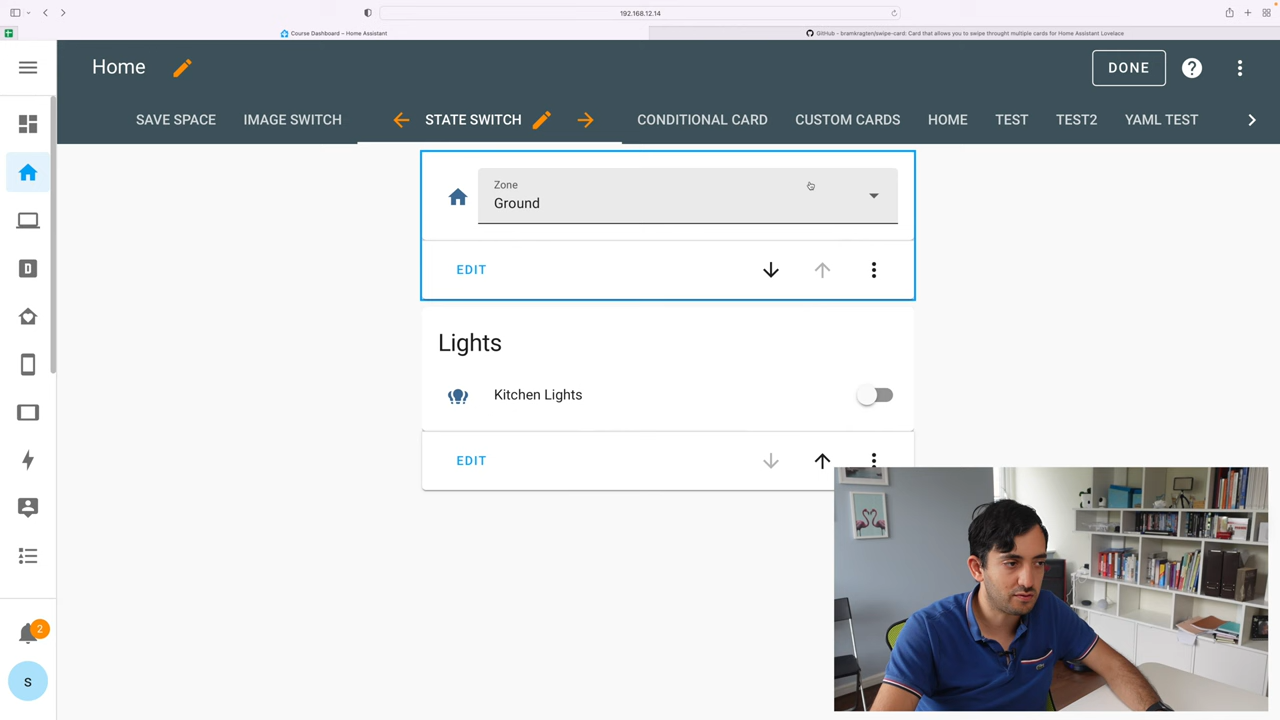 192.168.12.14
Course Dashboard – Home Assistant
GitHub - bramkragten/swipe-card: Card that allows you to swipe throught multiple cards for Home Assistant Lovelace
Home
DONE
SAVE SPACE
IMAGE SWITCH
STATE SWITCH
CONDITIONAL CARD
CUSTOM CARDS
HOME
TEST
TEST2
YAML TEST
Zone
Ground
EDIT
Lights
Kitchen Lights
EDIT
2
s
D